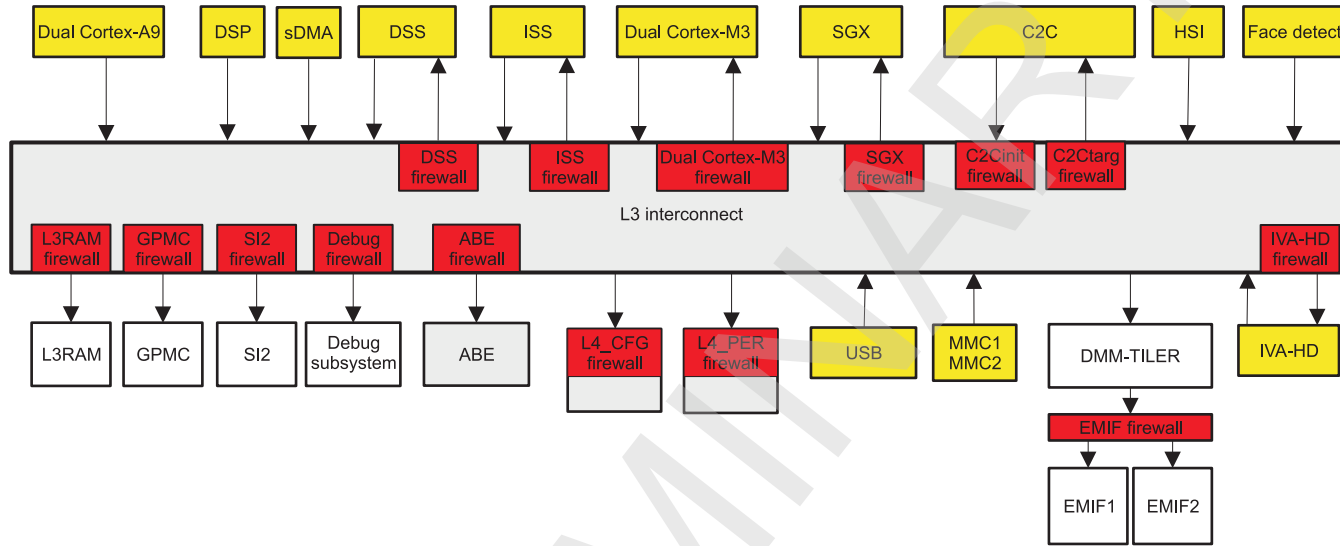 Dual Cortex-A9
DSP
sDMA
DSS
ISS
Dual Cortex-M3
SGX
C2C
HSI
Face detect
DSS
firewall
ISS
firewall
Dual Cortex-M3
firewall
SGX
firewall
C2Cinit
firewall
C2Ctarg
firewall
L3 interconnect
L3RAM
firewall
GPMC
firewall
SI2
firewall
Debug
firewall
ABE
firewall
IVA-HD
firewall
L3RAM
GPMC
SI2
Debug
subsystem
ABE
L4_CFG
firewall
L4_PER
firewall
USB
MMC1
MMC2
DMM-TILER
IVA-HD
EMIF firewall
EMIF1
EMIF2